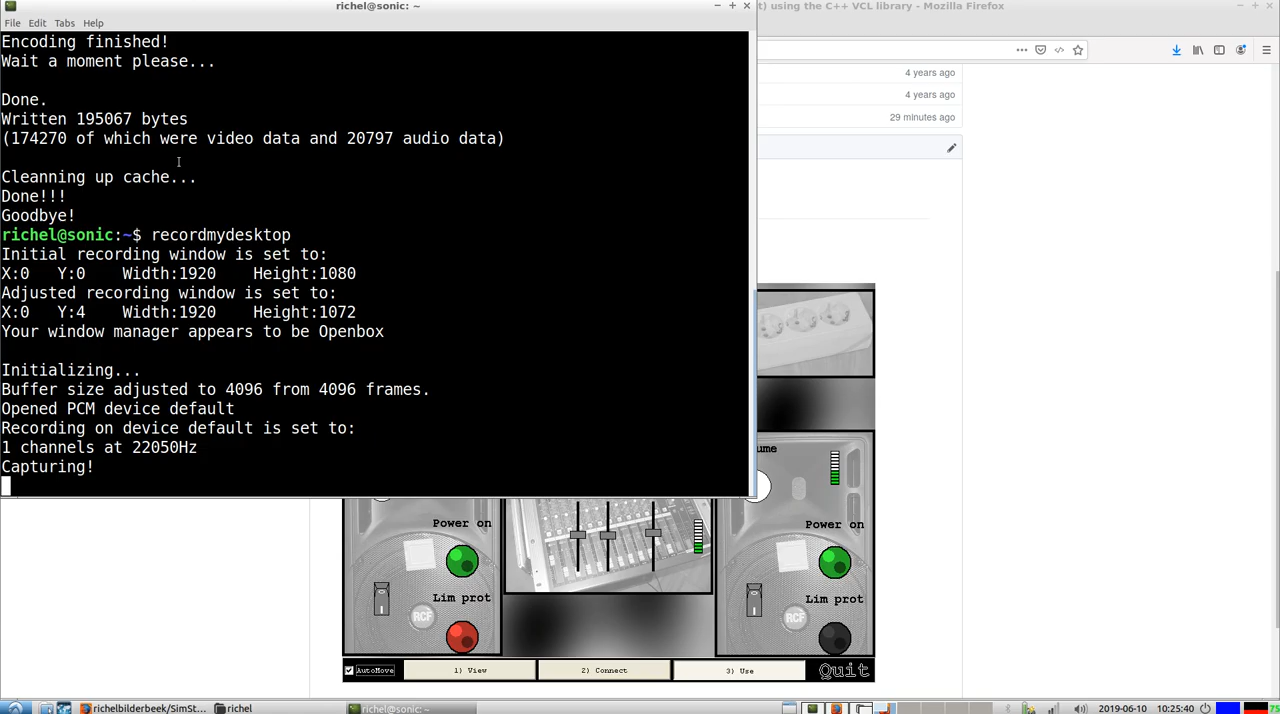 richel@sonic: ~
File Edit Tabs Help
Encoding finished!
Wait a moment please...
Done.
Written 195067 bytes
(174270 of which were video data and 20797 audio data)
Cleanning up cache...
Done!!!
Goodbye!
richel@sonic:~$ recordmydesktop
Initial recording window is set to:
X:0 Y:0 Width:1920 Height:1080
Adjusted recording window is set to:
X:0 Y:4 Width:1920 Height:1072
Your window manager appears to be Openbox
Initializing...
Buffer size adjusted to 4096 from 4096 frames.
Opened PCM device default
Recording on device default is set to:
1 channels at 22050Hz
Capturing!
t) using the C++ VCL library - Mozilla Firefox
4 years ago
4 years ago
29 minutes ago
ume
Power on
Lim prot
RCF
Power on
Lim prot
RCF
AutoMove
1) View
2) Connect
3) Use
Quit
richelbilderbeek/SimSt...
richel
richel@sonic: ~
2019-06-10
10:25:40
75